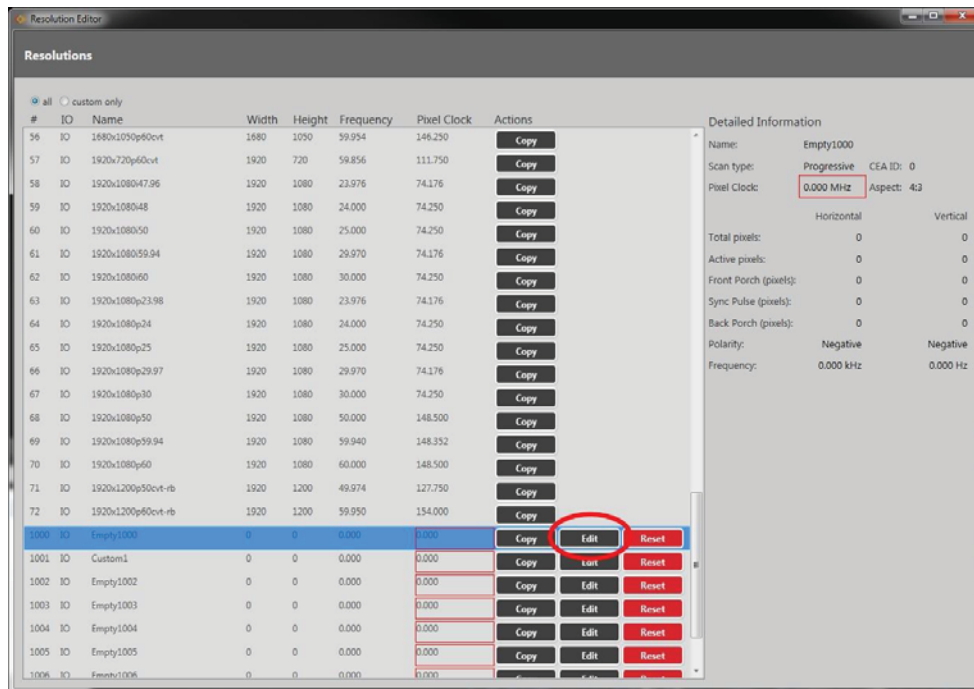 Resolution Editor
Resolutions
all custom only
# IO Name Width Height Frequency Pixel Clock Actions
56 IO 1680x1050p60cvt 1680 1050 59.954 146.250 Copy
57 IO 1920x720p60cvt 1920 720 59.856 111.750 Copy
58 IO 1920x1080i47.96 1920 1080 23.976 74.176 Copy
59 IO 1920x1080i48 1920 1080 24.000 74.250 Copy
60 IO 1920x1080i50 1920 1080 25.000 74.250 Copy
61 IO 1920x1080i59.94 1920 1080 29.970 74.176 Copy
62 IO 1920x1080i60 1920 1080 30.000 74.250 Copy
63 IO 1920x1080p23.98 1920 1080 23.976 74.176 Copy
64 IO 1920x1080p24 1920 1080 24.000 74.250 Copy
65 IO 1920x1080p25 1920 1080 25.000 74.250 Copy
66 IO 1920x1080p29.97 1920 1080 29.970 74.176 Copy
67 IO 1920x1080p30 1920 1080 30.000 74.250 Copy
68 IO 1920x1080p50 1920 1080 50.000 148.500 Copy
69 IO 1920x1080p59.94 1920 1080 59.940 148.352 Copy
70 IO 1920x1080p60 1920 1080 60.000 148.500 Copy
71 IO 1920x1200p50cvt-rb 1920 1200 49.974 127.750 Copy
72 IO 1920x1200p60cvt-rb 1920 1200 59.950 154.000 Copy
1000 IO Empty1000 0 0 0.000 0.000 Copy Edit Reset
1001 IO Custom1 0 0 0.000 0.000 Copy Edit Reset
1002 IO Empty1002 0 0 0.000 0.000 Copy Edit Reset
1003 IO Empty1003 0 0 0.000 0.000 Copy Edit Reset
1004 IO Empty1004 0 0 0.000 0.000 Copy Edit Reset
1005 IO Empty1005 0 0 0.000 0.000 Copy Edit Reset
1006 IO Empty1006 0 0 0.000 0.000
Detailed Information
Name: Empty1000
Scan type: Progressive CEA ID: 0
Pixel Clock: 0.000 MHz Aspect: 4:3
Horizontal Vertical
Total pixels: 0 0
Active pixels: 0 0
Front Porch (pixels): 0 0
Sync Pulse (pixels): 0 0
Back Porch (pixels): 0 0
Polarity: Negative Negative
Frequency: 0.000 kHz 0.000 Hz